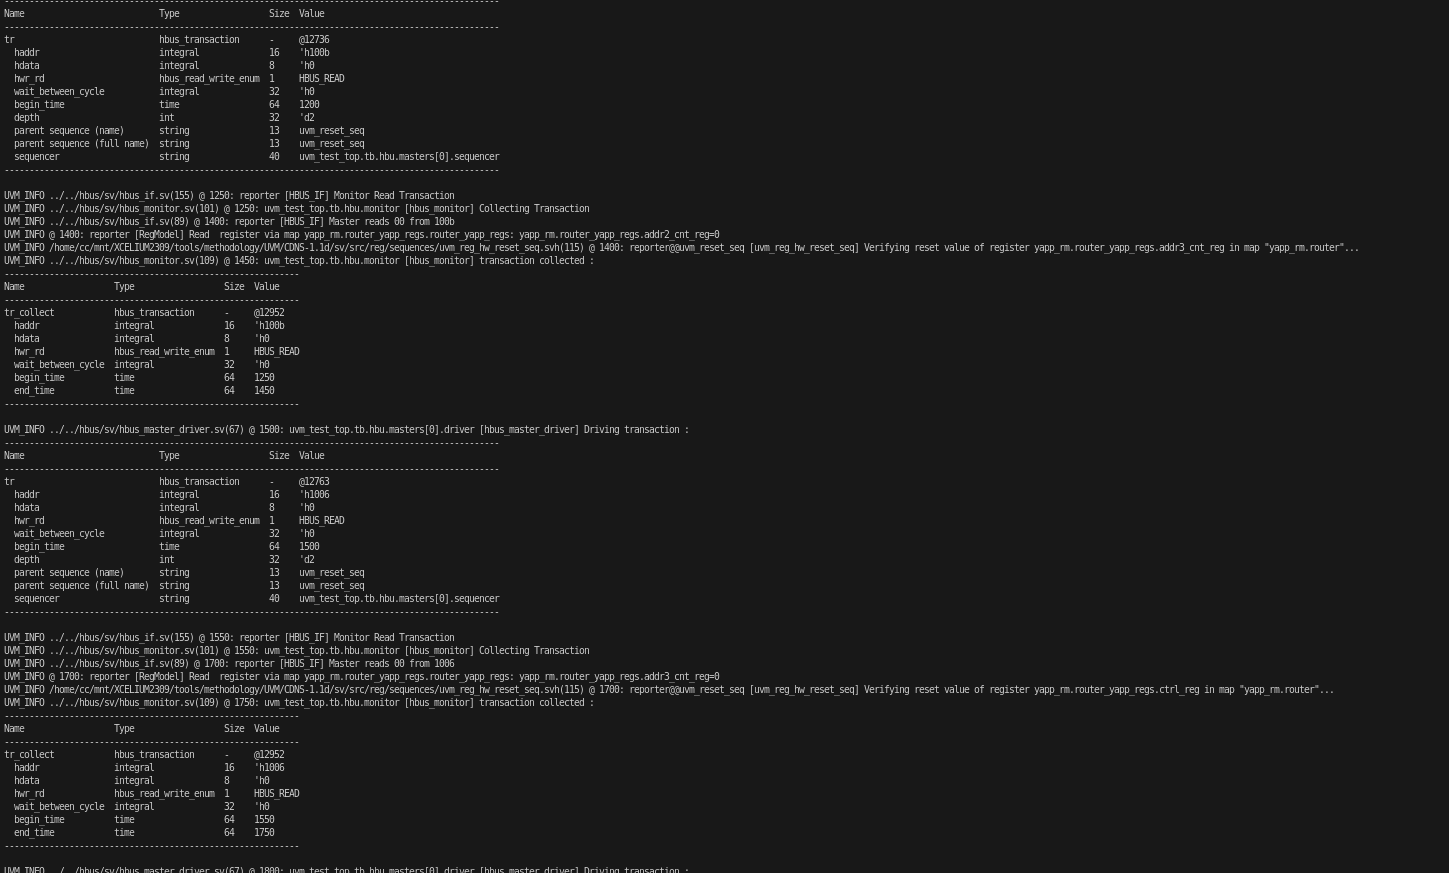 ---------------------------------------------------------------------------------------------------
Name                           Type                  Size  Value
---------------------------------------------------------------------------------------------------
tr                             hbus_transaction      -     @12736
  haddr                        integral              16    'h100b
  hdata                        integral              8     'h0
  hwr_rd                       hbus_read_write_enum  1     HBUS_READ
  wait_between_cycle           integral              32    'h0
  begin_time                   time                  64    1200
  depth                        int                   32    'd2
  parent sequence (name)       string                13    uvm_reset_seq
  parent sequence (full name)  string                13    uvm_reset_seq
  sequencer                    string                40    uvm_test_top.tb.hbu.masters[0].sequencer
---------------------------------------------------------------------------------------------------
UVM_INFO ../../hbus/sv/hbus_if.sv(155) @ 1250: reporter [HBUS_IF] Monitor Read Transaction
UVM_INFO ../../hbus/sv/hbus_monitor.sv(101) @ 1250: uvm_test_top.tb.hbu.monitor [hbus_monitor] Collecting Transaction
UVM_INFO ../../hbus/sv/hbus_if.sv(89) @ 1400: reporter [HBUS_IF] Master reads 00 from 100b
UVM_INFO @ 1400: reporter [RegModel] Read  register via map yapp_rm.router_yapp_regs.router_yapp_regs: yapp_rm.router_yapp_regs.addr2_cnt_reg=0
UVM_INFO /home/cc/mnt/XCELIUM2309/tools/methodology/UVM/CDNS-1.1d/sv/src/reg/sequences/uvm_reg_hw_reset_seq.svh(115) @ 1400: reporter@@uvm_reset_seq [uvm_reg_hw_reset_seq] Verifying reset value of register yapp_rm.router_yapp_regs.addr3_cnt_reg in map "yapp_rm.router"...
UVM_INFO ../../hbus/sv/hbus_monitor.sv(109) @ 1450: uvm_test_top.tb.hbu.monitor [hbus_monitor] transaction collected :
-----------------------------------------------------------
Name                  Type                  Size  Value
-----------------------------------------------------------
tr_collect            hbus_transaction      -     @12952
  haddr               integral              16    'h100b
  hdata               integral              8     'h0
  hwr_rd              hbus_read_write_enum  1     HBUS_READ
  wait_between_cycle  integral              32    'h0
  begin_time          time                  64    1250
  end_time            time                  64    1450
-----------------------------------------------------------
UVM_INFO ../../hbus/sv/hbus_master_driver.sv(67) @ 1500: uvm_test_top.tb.hbu.masters[0].driver [hbus_master_driver] Driving transaction :
---------------------------------------------------------------------------------------------------
Name                           Type                  Size  Value
---------------------------------------------------------------------------------------------------
tr                             hbus_transaction      -     @12763
  haddr                        integral              16    'h1006
  hdata                        integral              8     'h0
  hwr_rd                       hbus_read_write_enum  1     HBUS_READ
  wait_between_cycle           integral              32    'h0
  begin_time                   time                  64    1500
  depth                        int                   32    'd2
  parent sequence (name)       string                13    uvm_reset_seq
  parent sequence (full name)  string                13    uvm_reset_seq
  sequencer                    string                40    uvm_test_top.tb.hbu.masters[0].sequencer
---------------------------------------------------------------------------------------------------
UVM_INFO ../../hbus/sv/hbus_if.sv(155) @ 1550: reporter [HBUS_IF] Monitor Read Transaction
UVM_INFO ../../hbus/sv/hbus_monitor.sv(101) @ 1550: uvm_test_top.tb.hbu.monitor [hbus_monitor] Collecting Transaction
UVM_INFO ../../hbus/sv/hbus_if.sv(89) @ 1700: reporter [HBUS_IF] Master reads 00 from 1006
UVM_INFO @ 1700: reporter [RegModel] Read  register via map yapp_rm.router_yapp_regs.router_yapp_regs: yapp_rm.router_yapp_regs.addr3_cnt_reg=0
UVM_INFO /home/cc/mnt/XCELIUM2309/tools/methodology/UVM/CDNS-1.1d/sv/src/reg/sequences/uvm_reg_hw_reset_seq.svh(115) @ 1700: reporter@@uvm_reset_seq [uvm_reg_hw_reset_seq] Verifying reset value of register yapp_rm.router_yapp_regs.ctrl_reg in map "yapp_rm.router"...
UVM_INFO ../../hbus/sv/hbus_monitor.sv(109) @ 1750: uvm_test_top.tb.hbu.monitor [hbus_monitor] transaction collected :
-----------------------------------------------------------
Name                  Type                  Size  Value
-----------------------------------------------------------
tr_collect            hbus_transaction      -     @12952
  haddr               integral              16    'h1006
  hdata               integral              8     'h0
  hwr_rd              hbus_read_write_enum  1     HBUS_READ
  wait_between_cycle  integral              32    'h0
  begin_time          time                  64    1550
  end_time            time                  64    1750
-----------------------------------------------------------
UVM_INFO ../../hbus/sv/hbus_master_driver.sv(67) @ 1800: uvm_test_top.tb.hbu.masters[0].driver [hbus_master_driver] Driving transaction :